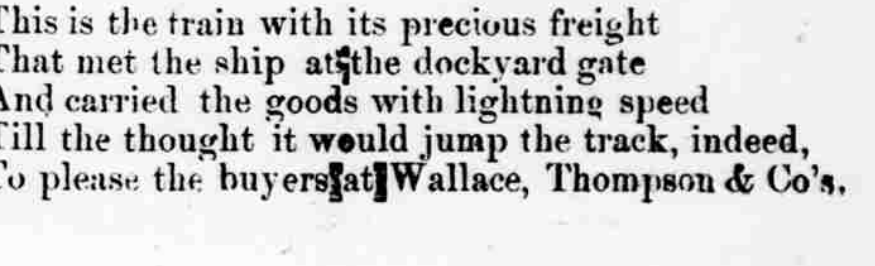 This is the train with its precious freight
That met the ship at the dockyard gate
And carried the goods with lightning speed
Till the thought it would jump the track, indeed,
To please the buyers at Wallace, Thompson & Co's.